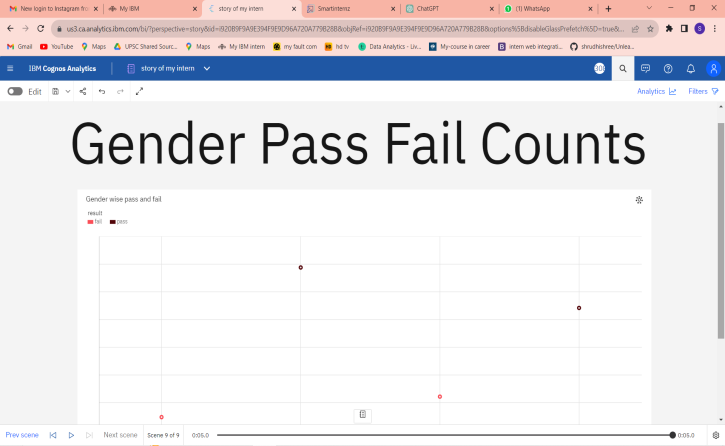 New login to Instagram fro
My IBM
story of my intern
Smartinternz
ChatGPT
(1) WhatsApp
us3.ca.analytics.ibm.com/bi/?perspective=story&id=i920B9F9A9E394F9E9D96A720A779B28B&objRef=i920B9F9A9E394F9E9D96A720A779B28B&options%5BdisableGlassPrefetch%5D=true&...
Gmail
YouTube
Maps
UPSC Shared Sourc...
Maps
My IBM intern
my fault com
hd tv
Data Analytics - Liv...
My-course in career
intern web integrati...
shrudhishree/Unlea...
IBM Cognos Analytics
story of my intern
Edit
Analytics
Filters
Gender Pass Fail Counts
Gender wise pass and fail
result
fail pass
Prev scene
Next scene
Scene 9 of 9
0:05.0
0:05.0